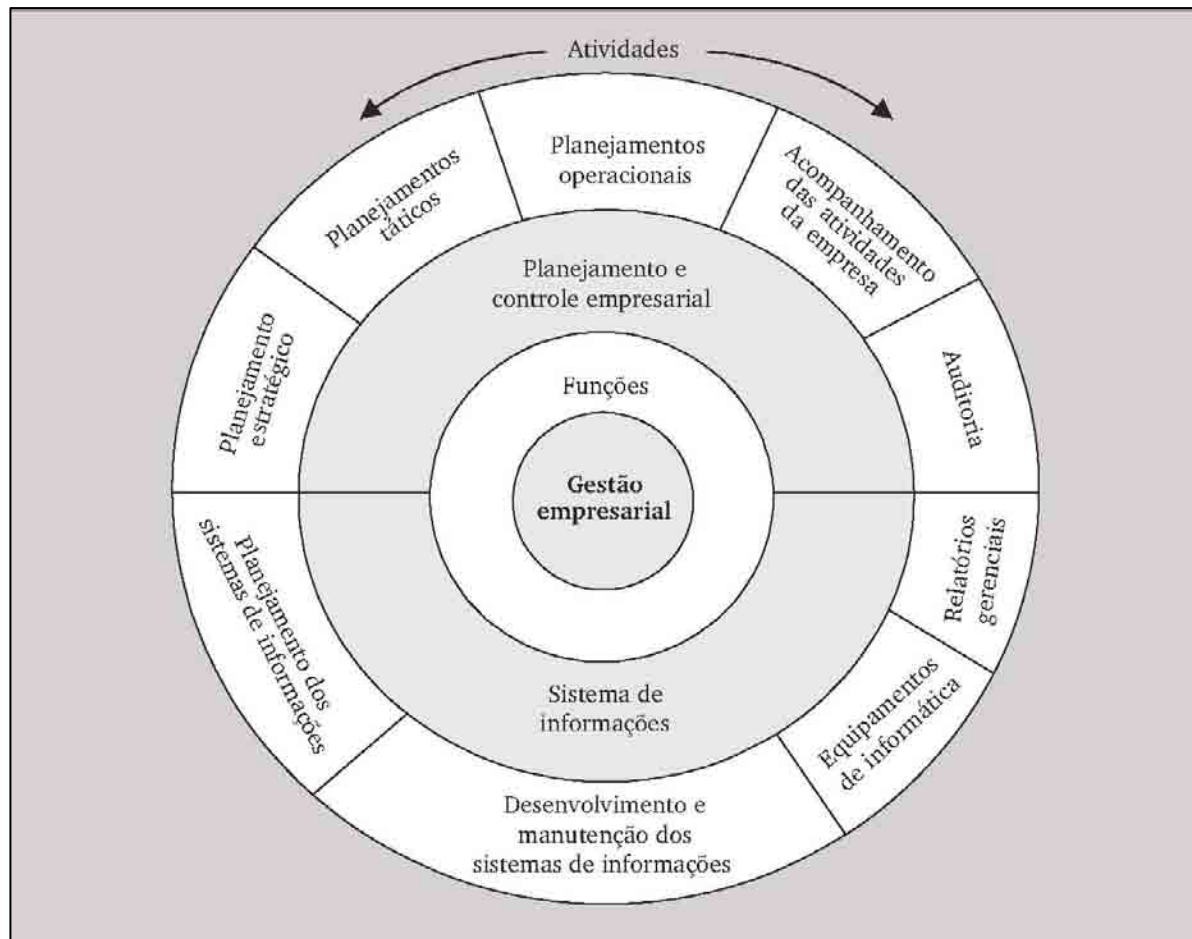 Atividades
Planejamentos
operacionais
Planejamentos
táticos
Acompanhamento
das atividades
da empresa
Planejamento
estratégico
Auditoria
Planejamento e
controle empresarial
Funções
Gestão
empresarial
Sistema de
informações
Relatórios
gerenciais
Equipamentos
de informática
Planejamento dos
sistemas de informações
Desenvolvimento e
manutenção dos
sistemas de informações